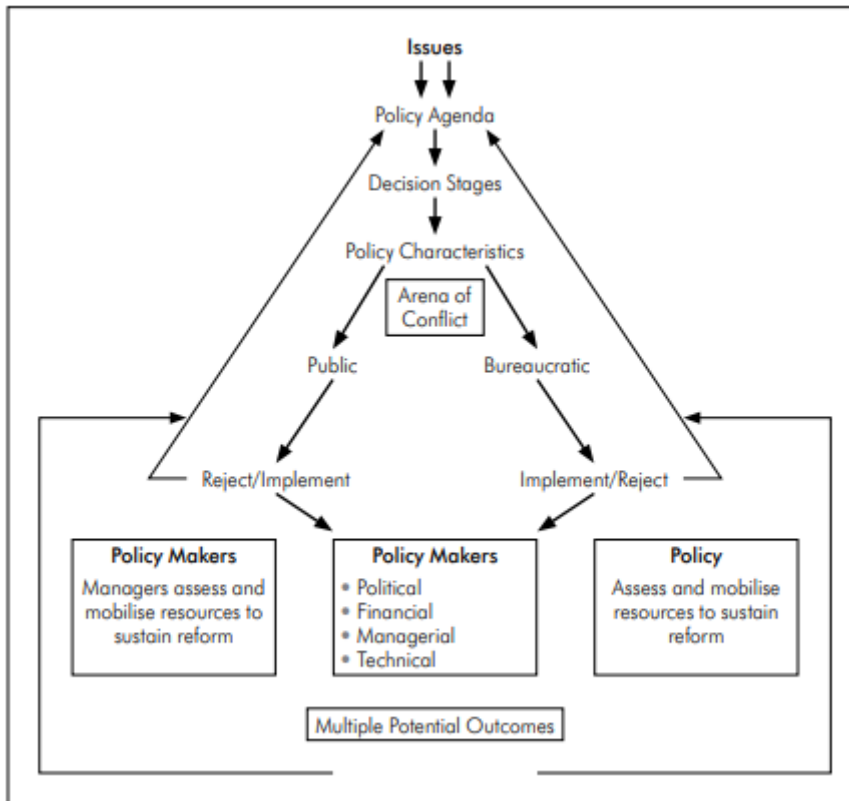 Issues
Policy Agenda
Decision Stages
Policy Characteristics
Arena of
Conflict
Public
Bureaucratic
Reject/Implement
Implement/Reject
Policy Makers
Managers assess and
mobilise resources to
sustain reform
Policy Makers
• Political
• Financial
• Managerial
• Technical
Policy
Assess and mobilise
resources to sustain
reform
Multiple Potential Outcomes